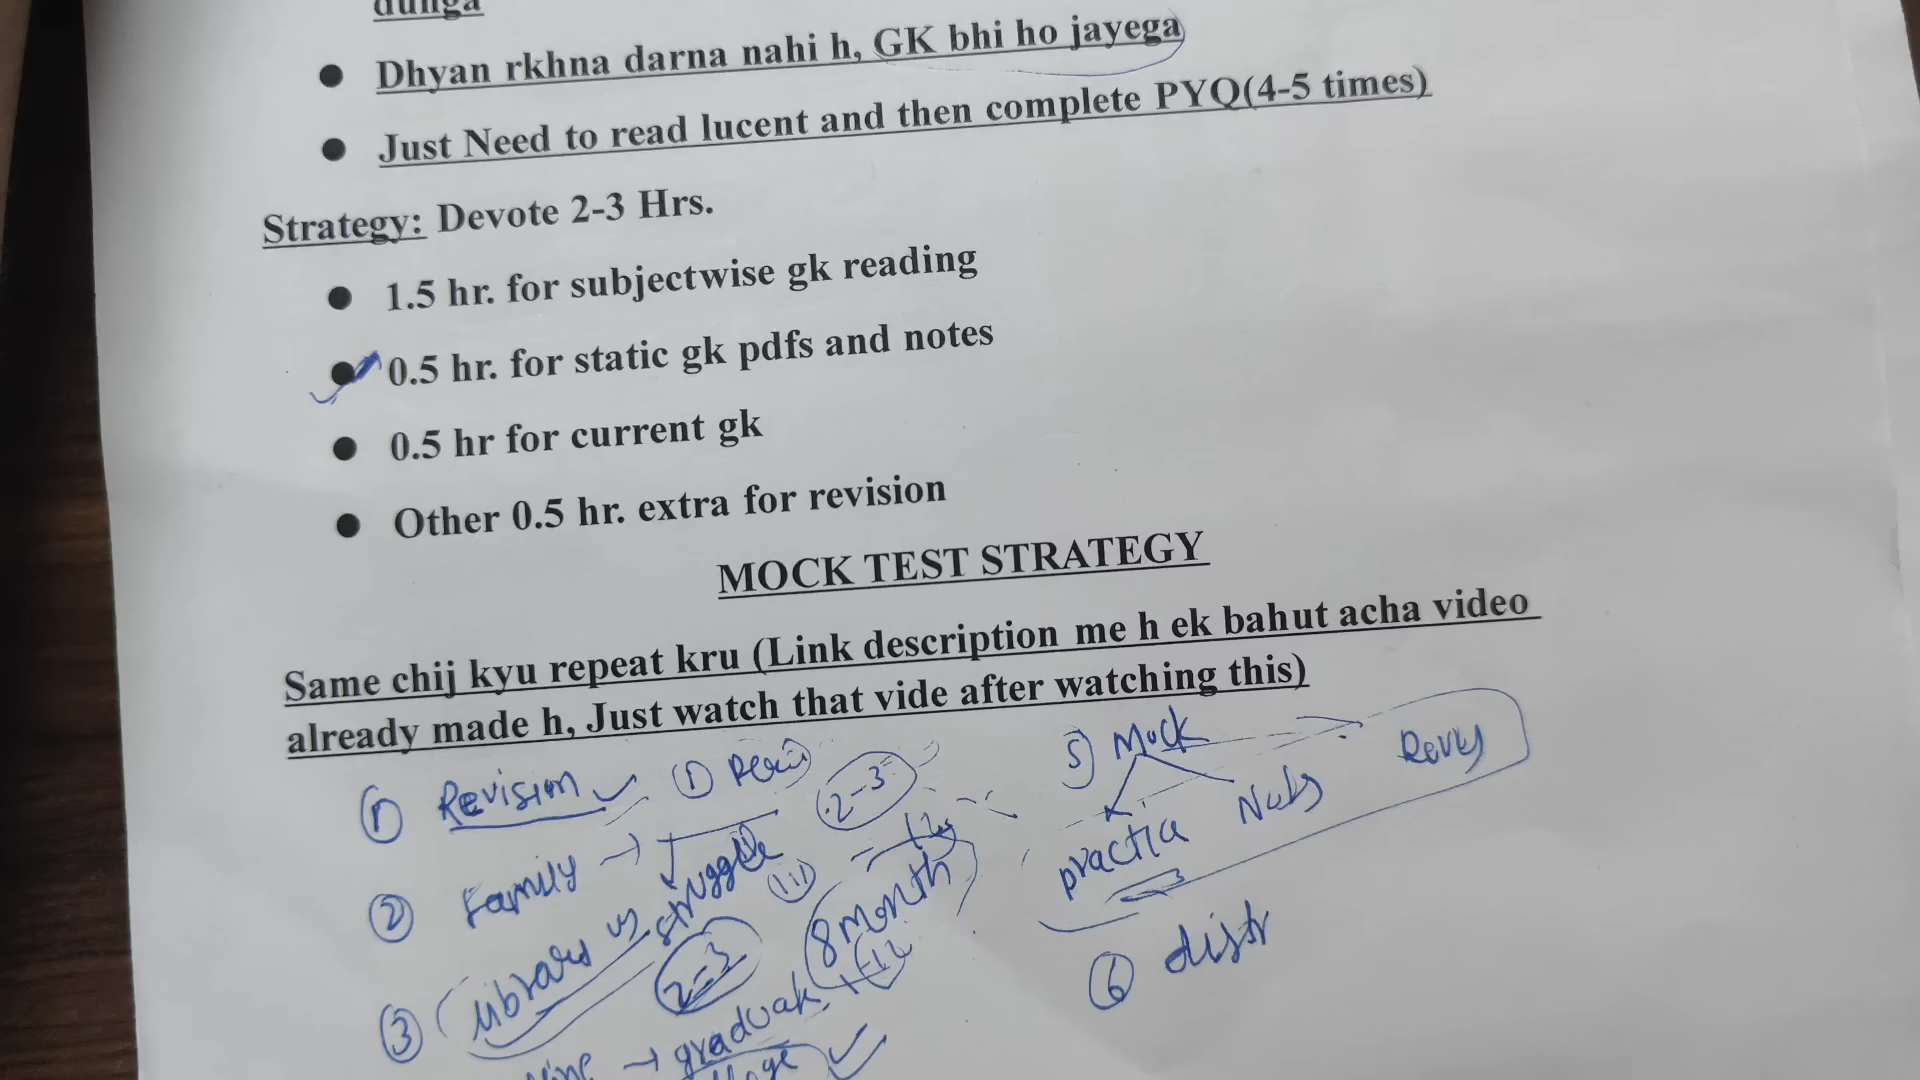 dunga
Dhyan rkhna darna nahi h, GK bhi ho jayega
Just Need to read lucent and then complete PYQ(4-5 times)
Strategy: Devote 2-3 Hrs.
1.5 hr. for subjectwise gk reading
0.5 hr. for static gk pdfs and notes
0.5 hr for current gk
Other 0.5 hr. extra for revision
MOCK TEST STRATEGY
Same chij kyu repeat kru (Link description me h ek bahut acha video
already made h, Just watch that vide after watching this)
① Revision
2-3
② Family →
struggle
(iii)
8 month
③ library vs
2-3
→ graduate
+12
5) Mock
practice
⑥ distr